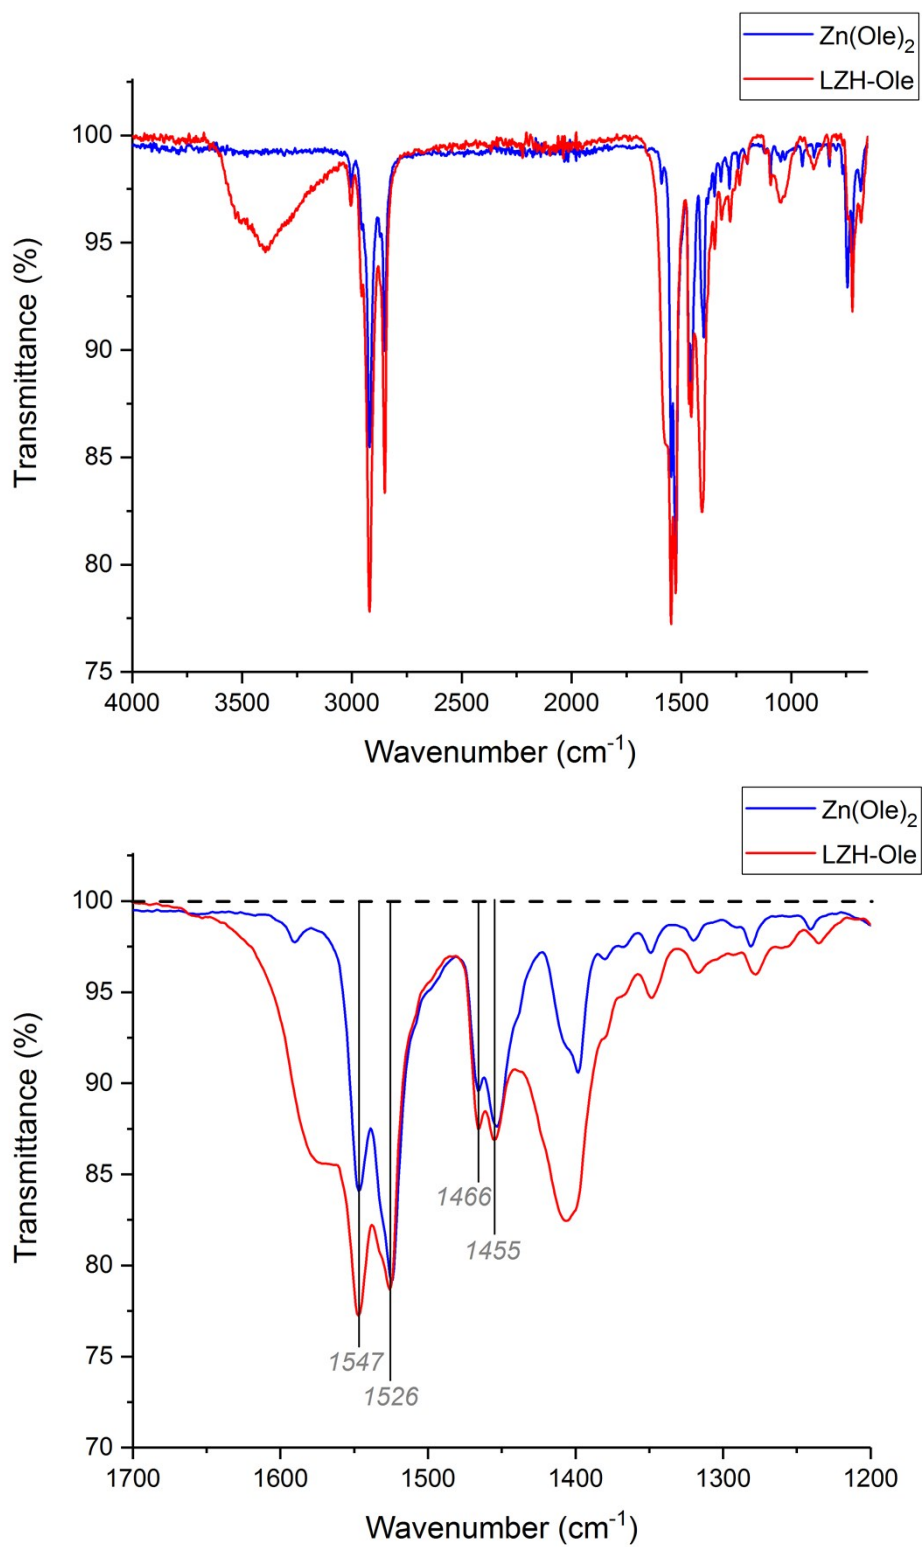 Zn(Ole)₂
LZH-Ole
100
95
90
85
80
75
Transmittance (%)
4000 3500 3000 2500 2000 1500 1000
Wavenumber (cm⁻¹)
Zn(Ole)₂
LZH-Ole
100
95
90
85
80
75
70
Transmittance (%)
1466
1455
1547
1526
1700 1600 1500 1400 1300 1200
Wavenumber (cm⁻¹)